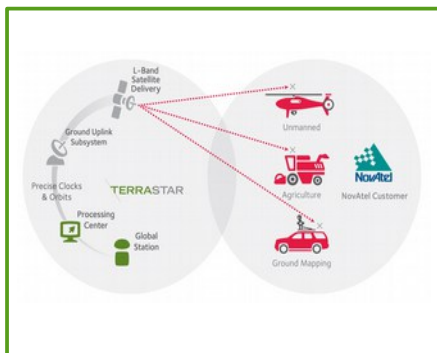 L-Band
Satellite
Delivery
Ground Uplink
Subsystem
Precise Clocks
& Orbits
TERRASTAR
Processing
Center
Global
Station
Unmanned
Agriculture
NovAtel
NovAtel Customer
Ground Mapping